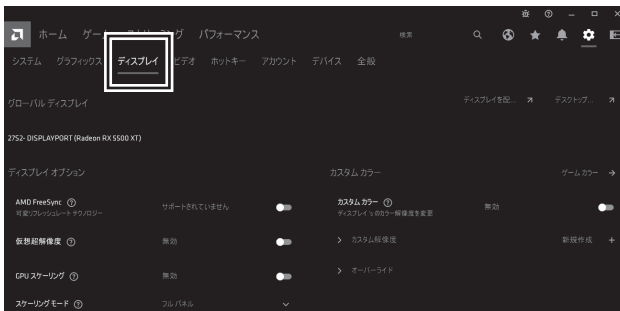 ホーム ゲーム パフォーマンス 検索
システム グラフィックス ディスプレイ ビデオ ホットキー アカウント デバイス 全般
グローバル ディスプレイ ディスプレイを配... デスクトップ...
27S2- DISPLAYPORT (Radeon RX 5500 XT)
ディスプレイ オプション カスタム カラー ゲーム カラー
AMD FreeSync サポートされていません カスタム カラー 無効
可変リフレッシュレート テクノロジー ディスプレイ 's のカラー解像度を変更
仮想超解像度 無効 カスタム解像度 新規作成
GPU スケーリング 無効 オーバーライド
スケーリング モード フル パネル